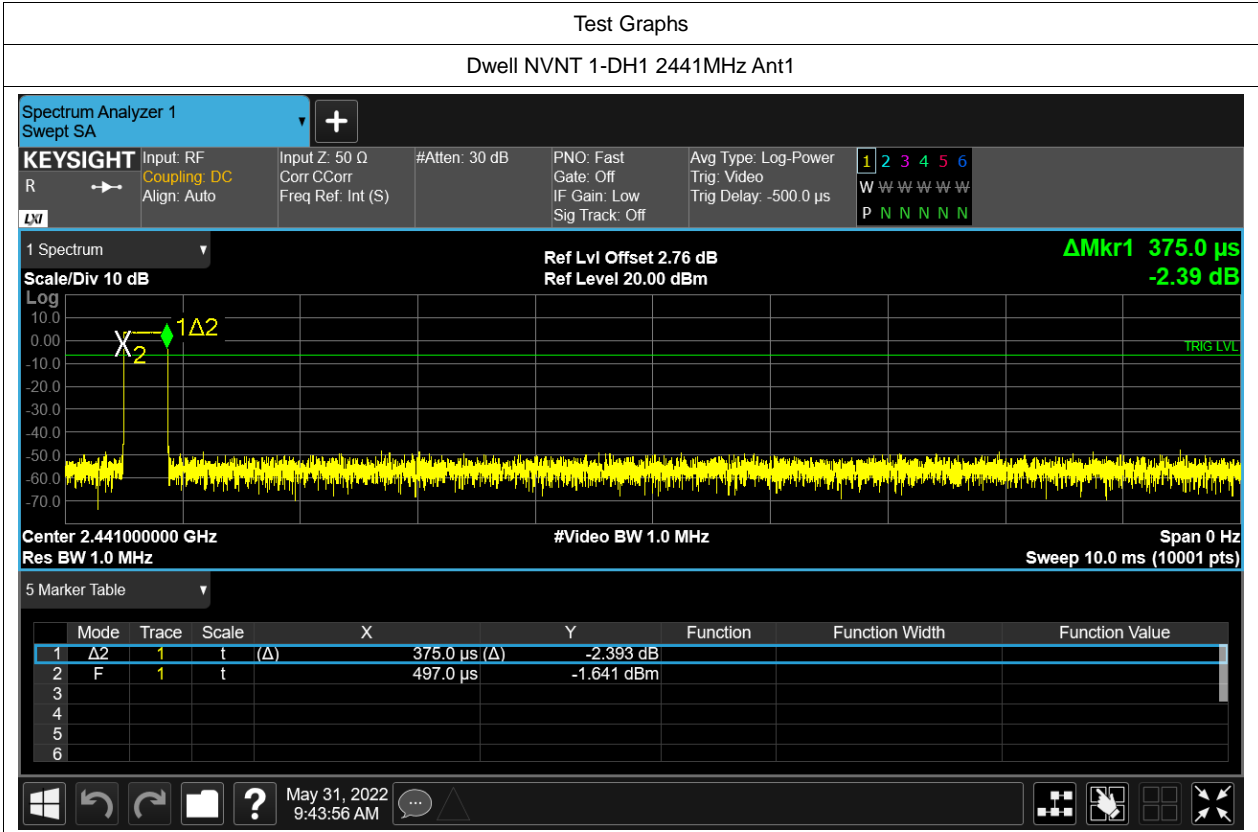 Test Graphs
Dwell NVNT 1-DH1 2441MHz Ant1
Spectrum Analyzer 1
Swept SA
KEYSIGHT Input: RF Input Z: 50 Ω #Atten: 30 dB PNO: Fast Avg Type: Log-Power 1 2 3 4 5 6
R Coupling: DC Corr CCorr Gate: Off Trig: Video W W W W W W
Align: Auto Freq Ref: Int (S) IF Gain: Low Trig Delay: -500.0 µs P N N N N N
LXI Sig Track: Off
1 Spectrum Ref Lvl Offset 2.76 dB ΔMkr1 375.0 µs
Scale/Div 10 dB Ref Level 20.00 dBm -2.39 dB
Log
10.0
0.00
-10.0
-20.0
-30.0
-40.0
-50.0
-60.0
-70.0
1Δ2
X2
TRIG LVL
Center 2.441000000 GHz #Video BW 1.0 MHz Span 0 Hz
Res BW 1.0 MHz Sweep 10.0 ms (10001 pts)
5 Marker Table
Mode Trace Scale X Y Function Function Width Function Value
1 Δ2 1 t (Δ) 375.0 µs (Δ) -2.393 dB
2 F 1 t 497.0 µs -1.641 dBm
3
4
5
6
? May 31, 2022
9:43:56 AM